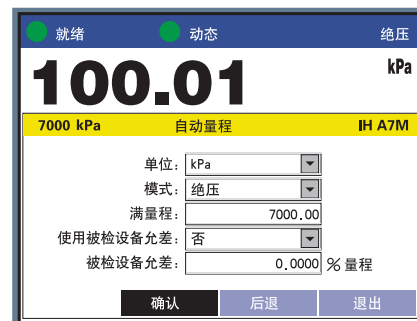 就绪 动态 绝压
100.01 kPa
7000 kPa 自动量程 IH A7M
单位: kPa
模式: 绝压
满量程: 7000.00
使用被检设备允差: 否
被检设备允差: 0.0000 % 量程
确认 后退 退出